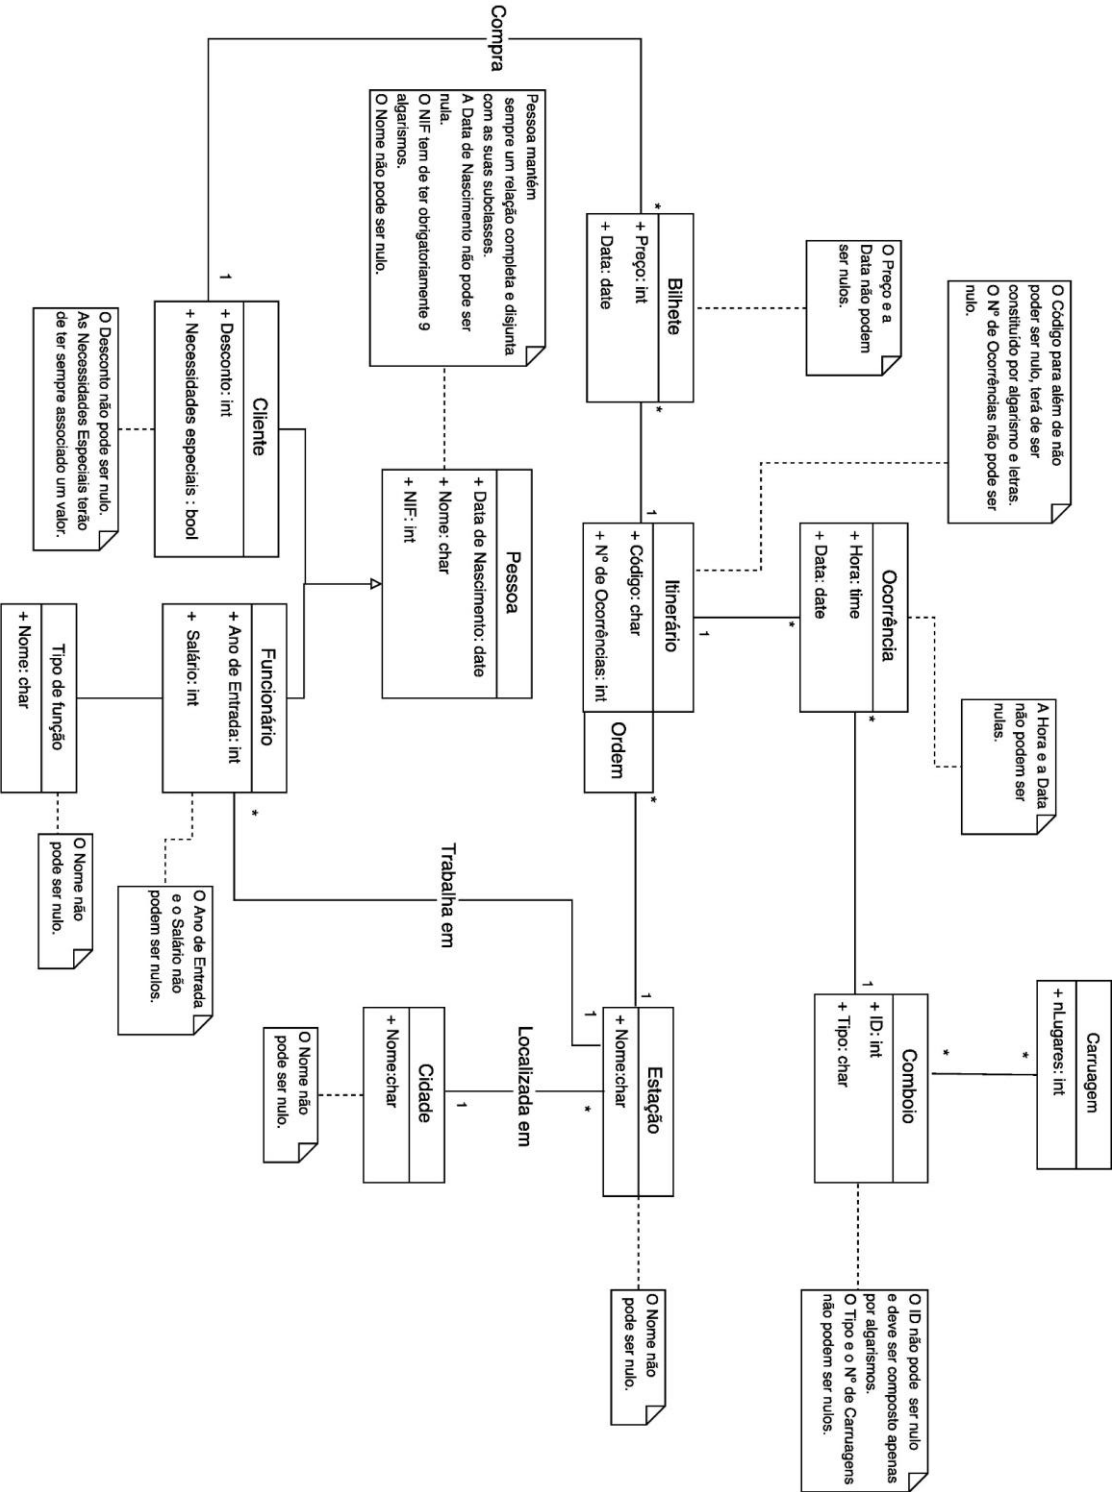 Carruagem
+ nLugares: int
O Código para além de não
poder ser nulo, terá de ser
constituído por algarismo e letras.
O Nº de Ocorrências não pode ser
nulo.
A Hora e a Data
não podem ser
nulas.
O Preço e a
Data não podem
ser nulos.
Ocorrência
+ Hora: time
+ Data: date
*
*
1
*
*
Comboio
+ ID: int
+ Tipo: char
O ID não pode ser nulo
e deve ser composto apenas
por algarismos.
O Tipo e o Nº de Carruagens
não podem ser nulos.
Bilhete
+ Preço: int
+ Data: date
*
*
1
1
Itinerário
+ Código: char
+ Nº de Ocorrências: int
Ordem
*
1
Estação
+ Nome:char
1
*
O Nome não
pode ser nulo.
Compra
Pessoa mantém
sempre um relação completa e disjunta
com as suas subclasses.
A Data de Nascimento não pode ser
nula.
O NIF tem de ter obrigatoriamente 9
algarismos.
O Nome não pode ser nulo.
Pessoa
+ Data de Nascimento: date
+ Nome: char
+ NIF: int
Trabalha em
Localizada em
1
Cidade
+ Nome:char
O Nome não
pode ser nulo.
1
Cliente
+ Desconto: int
+ Necessidades especiais : bool
Funcionário
+ Ano de Entrada: int
+ Salário: int
*
O Ano de Entrada
e o Salário não
podem ser nulos.
O Desconto não pode ser nulo.
As Necessidades Especiais terão
de ter sempre associado um valor.
Tipo de função
+ Nome: char
O Nome não
pode ser nulo.